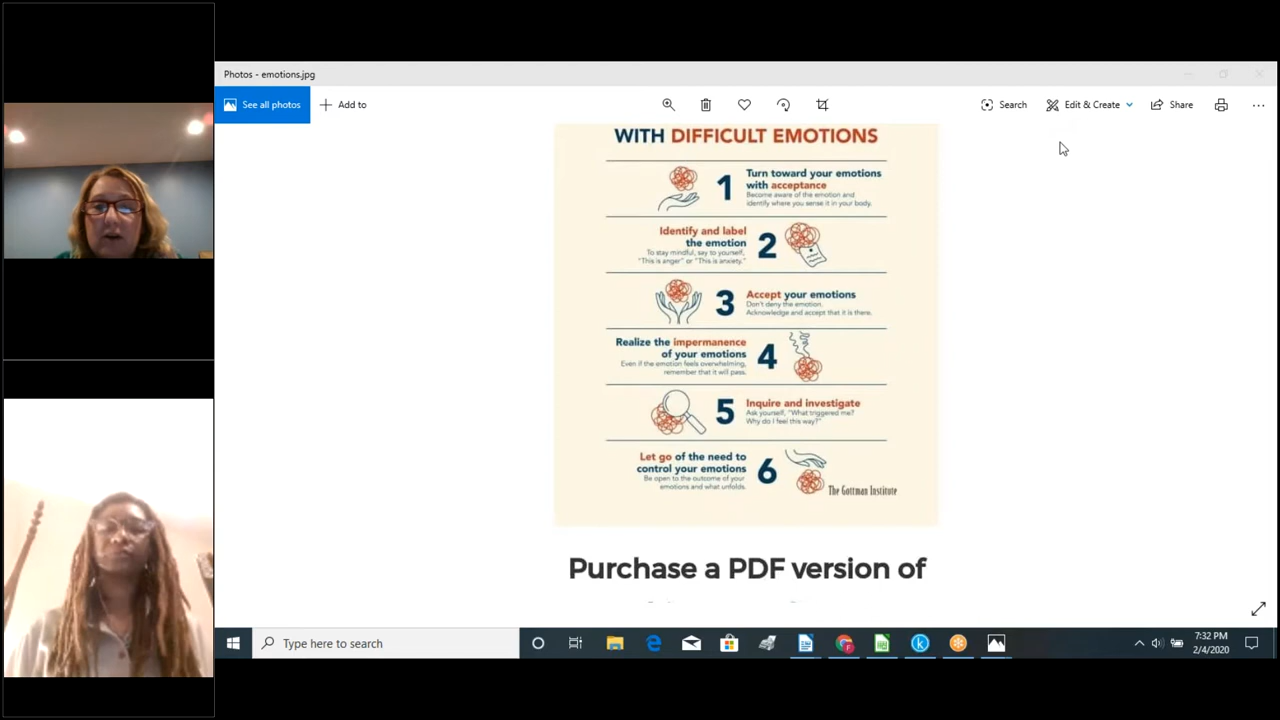 Photos - emotions.jpg
See all photos
Add to
Search
Edit & Create
Share
WITH DIFFICULT EMOTIONS
1
Turn toward your emotions
with acceptance
Become aware of the emotion and
identify where you sense it in your body.
Identify and label
the emotion
To stay mindful, say to yourself,
"This is anger" or "This is anxiety."
2
3
Accept your emotions
Don't deny the emotion.
Acknowledge and accept that it is there.
Realize the impermanence
of your emotions
Even if the emotion feels overwhelming,
remember that it will pass.
4
5
Inquire and investigate
Ask yourself, "What triggered me?
Why do I feel this way?"
Let go of the need to
control your emotions
Be open to the outcome of your
emotions and what unfolds.
6
The Gottman Institute
Purchase a PDF version of
Type here to search
7:32 PM
2/4/2020